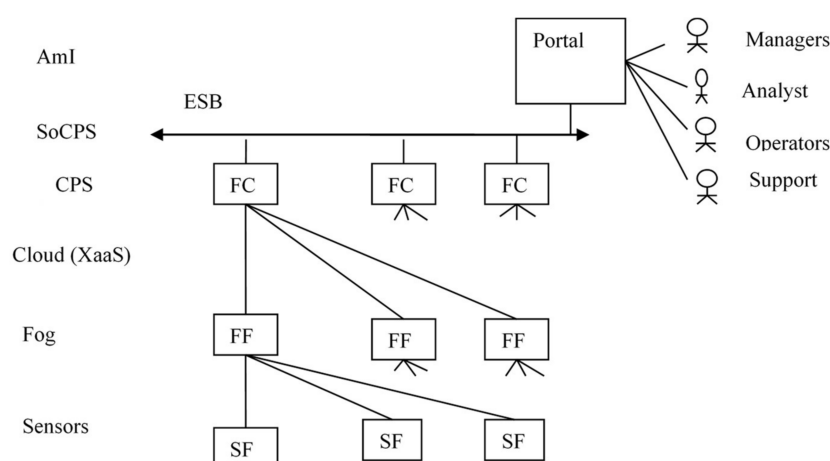 Portal
Managers
AmI
Analyst
ESB
SoCPS
Operators
CPS
FC
FC
FC
Support
Cloud (XaaS)
Fog
FF
FF
FF
Sensors
SF
SF
SF